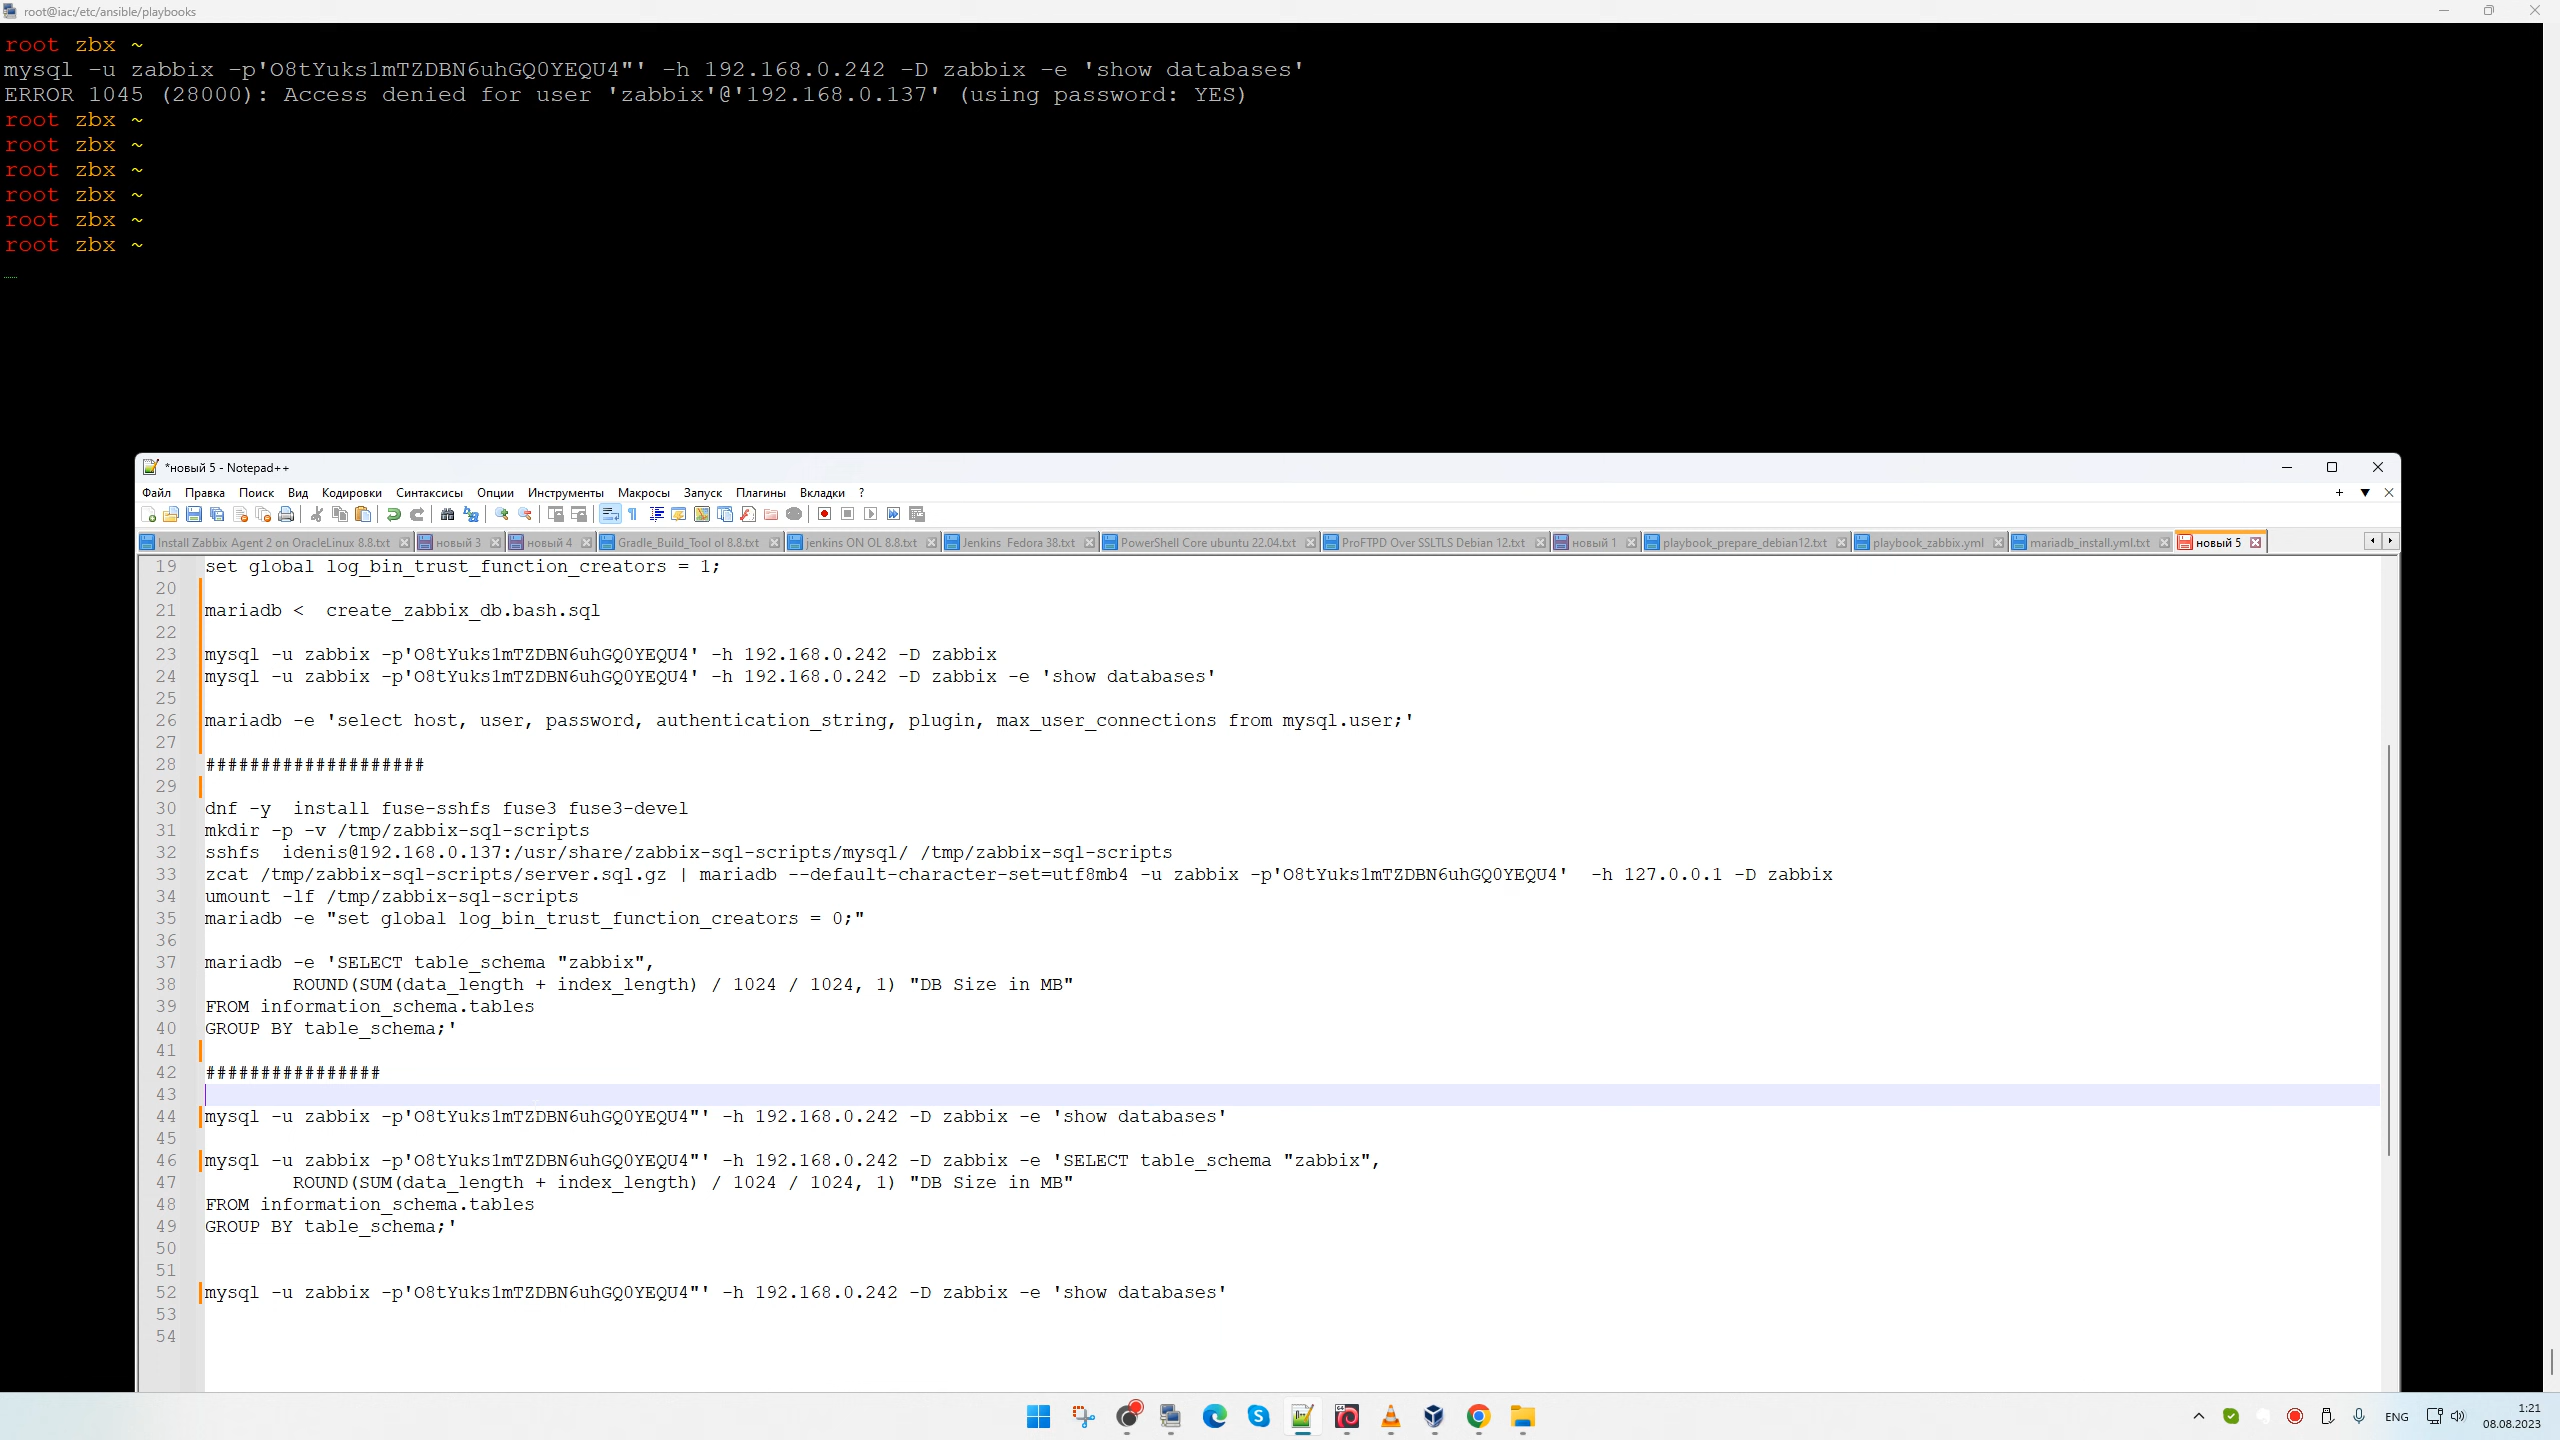 root@iac:/etc/ansible/playbooks
root zbx ~
mysql -u zabbix -p'O8tYuks1mTZDBN6uhGQ0YEQU4"' -h 192.168.0.242 -D zabbix -e 'show databases'
ERROR 1045 (28000): Access denied for user 'zabbix'@'192.168.0.137' (using password: YES)
root zbx ~
root zbx ~
root zbx ~
root zbx ~
root zbx ~
root zbx ~
*новый 5 - Notepad++
Файл Правка Поиск Вид Кодировки Синтаксисы Опции Инструменты Макросы Запуск Плагины Вкладки ?
Install Zabbix Agent 2 on OracleLinux 8.8.txt новый 3 новый 4 Gradle_Build_Tool ol 8.8.txt jenkins ON OL 8.8.txt Jenkins Fedora 38.txt PowerShell Core ubuntu 22.04.txt ProFTPD Over SSLTLS Debian 12.txt новый 1 playbook_prepare_debian12.txt playbook_zabbix.yml mariadb_install.yml.txt новый 5
19 set global log_bin_trust_function_creators = 1;
20
21 mariadb <  create_zabbix_db.bash.sql
22
23 mysql -u zabbix -p'O8tYuks1mTZDBN6uhGQ0YEQU4' -h 192.168.0.242 -D zabbix
24 mysql -u zabbix -p'O8tYuks1mTZDBN6uhGQ0YEQU4' -h 192.168.0.242 -D zabbix -e 'show databases'
25
26 mariadb -e 'select host, user, password, authentication_string, plugin, max_user_connections from mysql.user;'
27
28 ####################
29
30 dnf -y  install fuse-sshfs fuse3 fuse3-devel
31 mkdir -p -v /tmp/zabbix-sql-scripts
32 sshfs  idenis@192.168.0.137:/usr/share/zabbix-sql-scripts/mysql/ /tmp/zabbix-sql-scripts
33 zcat /tmp/zabbix-sql-scripts/server.sql.gz | mariadb --default-character-set=utf8mb4 -u zabbix -p'O8tYuks1mTZDBN6uhGQ0YEQU4'  -h 127.0.0.1 -D zabbix
34 umount -lf /tmp/zabbix-sql-scripts
35 mariadb -e "set global log_bin_trust_function_creators = 0;"
36
37 mariadb -e 'SELECT table_schema "zabbix",
38         ROUND(SUM(data_length + index_length) / 1024 / 1024, 1) "DB Size in MB"
39 FROM information_schema.tables
40 GROUP BY table_schema;'
41
42 ################
43
44 mysql -u zabbix -p'O8tYuks1mTZDBN6uhGQ0YEQU4"' -h 192.168.0.242 -D zabbix -e 'show databases'
45
46 mysql -u zabbix -p'O8tYuks1mTZDBN6uhGQ0YEQU4"' -h 192.168.0.242 -D zabbix -e 'SELECT table_schema "zabbix",
47         ROUND(SUM(data_length + index_length) / 1024 / 1024, 1) "DB Size in MB"
48 FROM information_schema.tables
49 GROUP BY table_schema;'
50
51
52 mysql -u zabbix -p'O8tYuks1mTZDBN6uhGQ0YEQU4"' -h 192.168.0.242 -D zabbix -e 'show databases'
53
54
ENG
1:21
08.08.2023